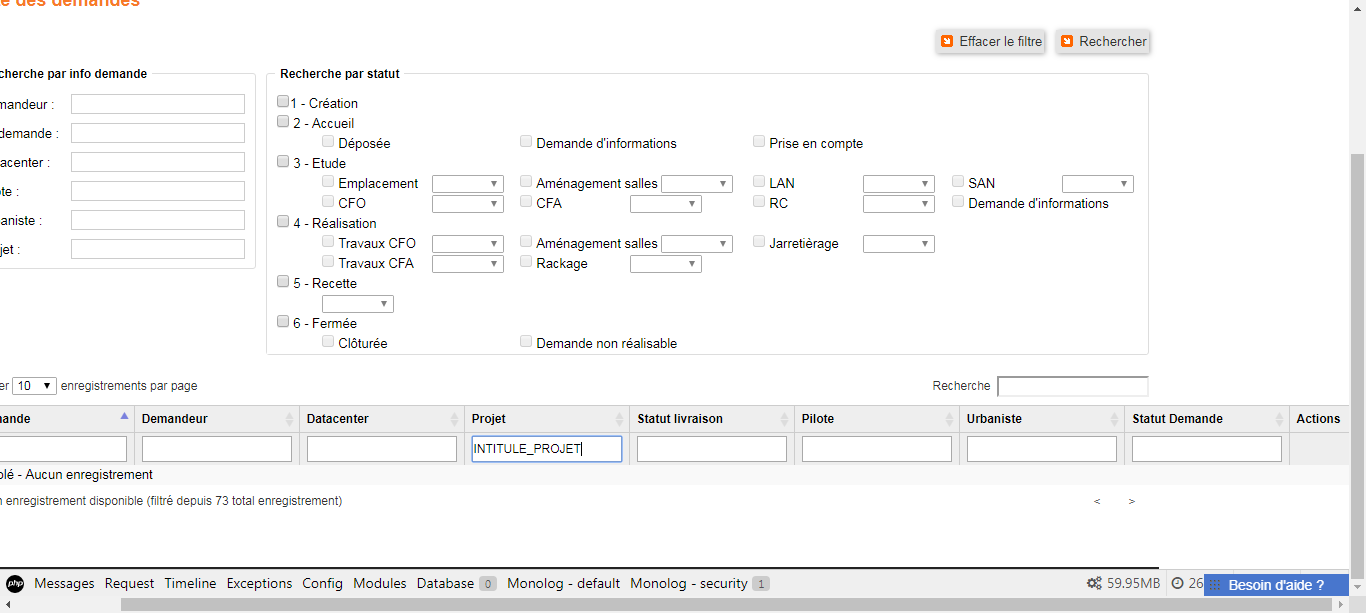 te des demandes
Effacer le filtre Rechercher
cherche par info demande
mandeur :
demande :
acenter :
ote :
aniste :
jet :
Recherche par statut
1 - Création
2 - Accueil
Déposée Demande d'informations Prise en compte
3 - Etude
Emplacement Aménagement salles LAN SAN
CFO CFA RC Demande d'informations
4 - Réalisation
Travaux CFO Aménagement salles Jarretièrage
Travaux CFA Rackage
5 - Recette
6 - Fermée
Clôturée Demande non réalisable
er 10 enregistrements par page Recherche
ande Demandeur Datacenter Projet Statut livraison Pilote Urbaniste Statut Demande Actions
INTITULE_PROJET
olé - Aucun enregistrement
n enregistrement disponible (filtré depuis 73 total enregistrement) < >
php Messages Request Timeline Exceptions Config Modules Database 0 Monolog - default Monolog - security 1 59.95MB 26 Besoin d'aide ?